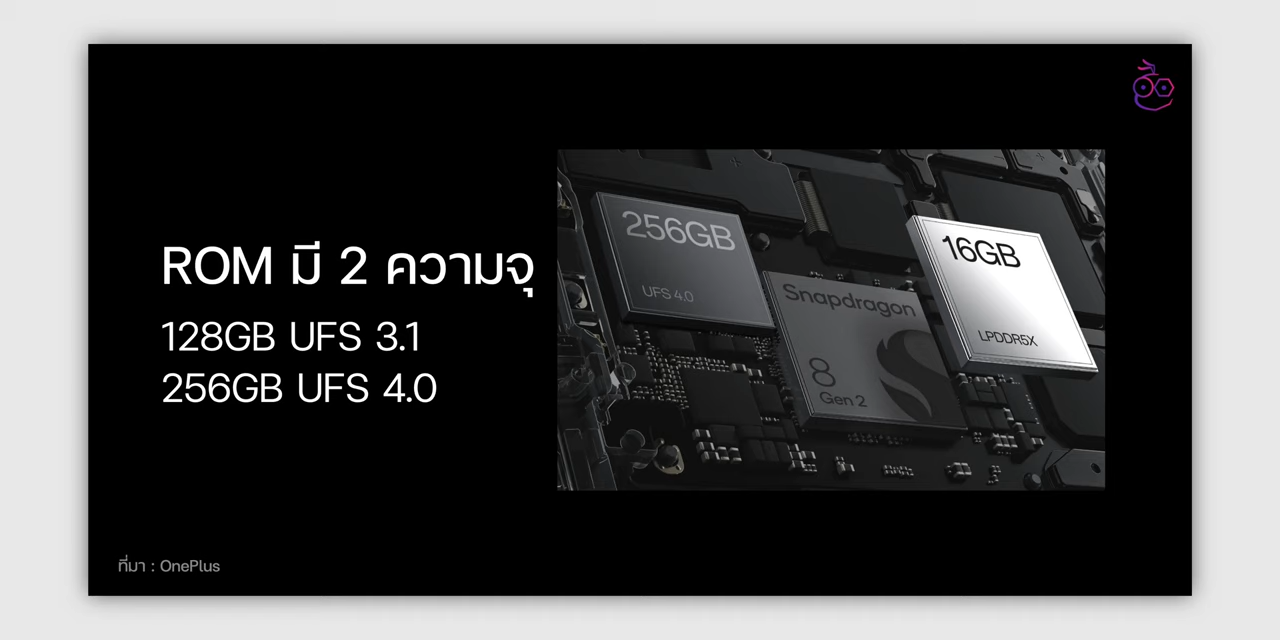 ROM มี 2 ความจุ
128GB UFS 3.1
256GB UFS 4.0
256GB
UFS 4.0
Snapdragon
8
Gen 2
16GB
LPDDR5X
ที่มา : OnePlus